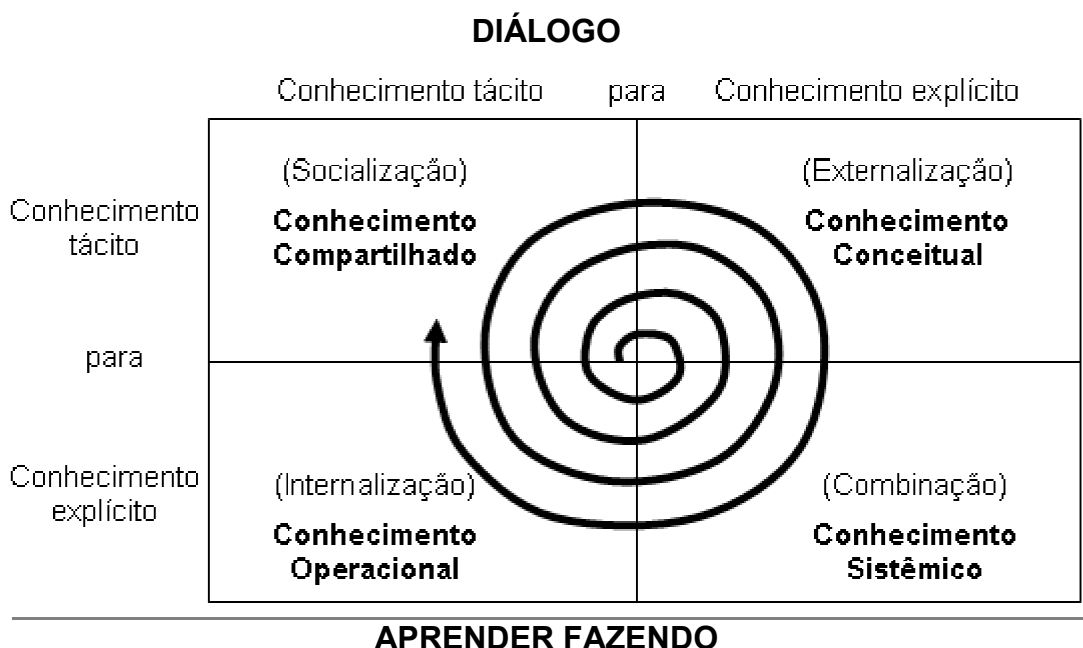 DIÁLOGO
Conhecimento tácito para Conhecimento explícito
(Socialização)
Conhecimento
Compartilhado
(Externalização)
Conhecimento
Conceitual
Conhecimento
tácito
para
Conhecimento
explícito
(Internalização)
Conhecimento
Operacional
(Combinação)
Conhecimento
Sistêmico
APRENDER FAZENDO